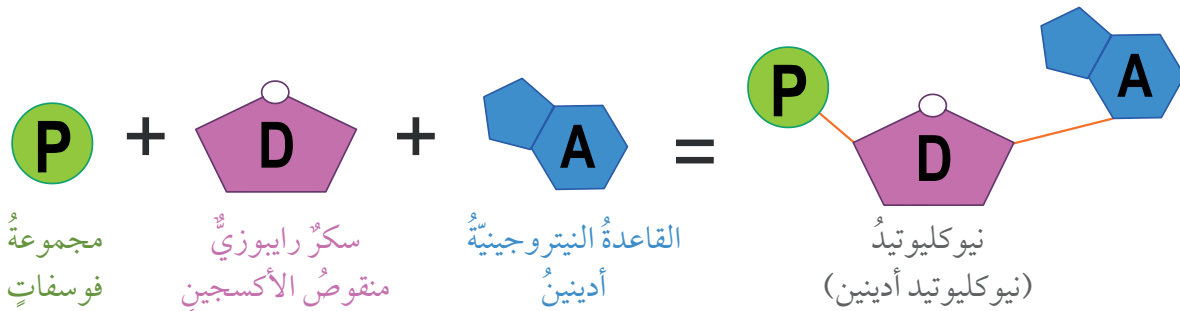 P + D + A = P D A
مجموعةُ
فوسفاتٍ
سكرٌ رايبوزيٌّ
منقوصُ الأكسجينِ
القاعدةُ النيتروجينيّةُ
أدينينُ
نيوكليوتيدُ
(نيوكليوتيد أدينين)